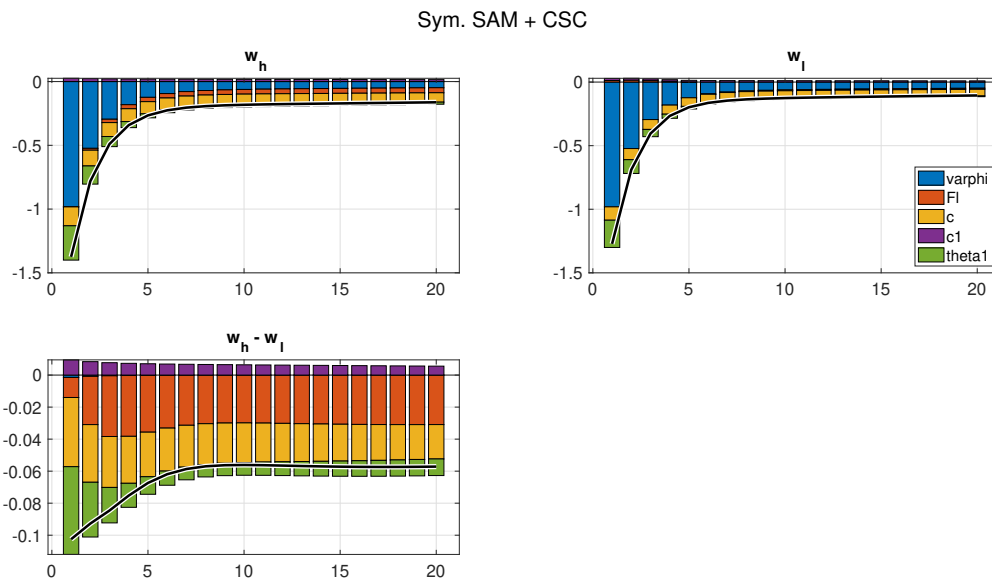 Sym. SAM + CSC
w_h
w_l
0
-0.5
-1
-1.5
0 5 10 15 20
0
-0.5
-1
-1.5
0 5 10 15 20
varphi
Fl
c
c1
theta1
w_h - w_l
0
-0.02
-0.04
-0.06
-0.08
-0.1
0 5 10 15 20